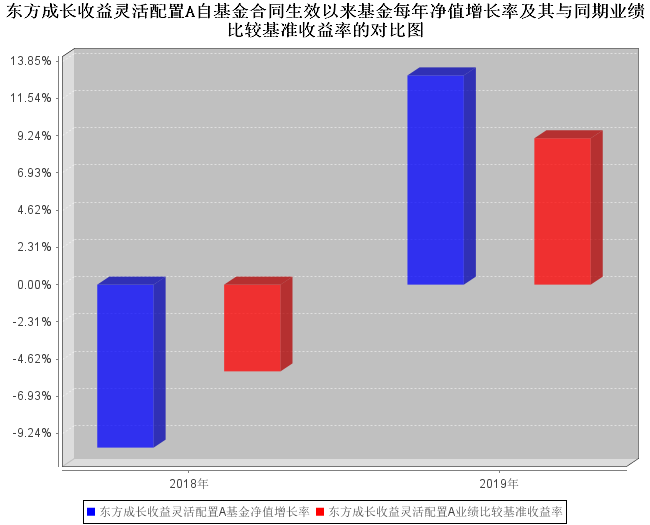 东方成长收益灵活配置A自基金合同生效以来基金每年净值增长率及其与同期业绩
比较基准收益率的对比图
13.85%
11.54%
9.24%
6.93%
4.62%
2.31%
0.00%
-2.31%
-4.62%
-6.93%
-9.24%
2018年
2019年
东方成长收益灵活配置A基金净值增长率
东方成长收益灵活配置A业绩比较基准收益率